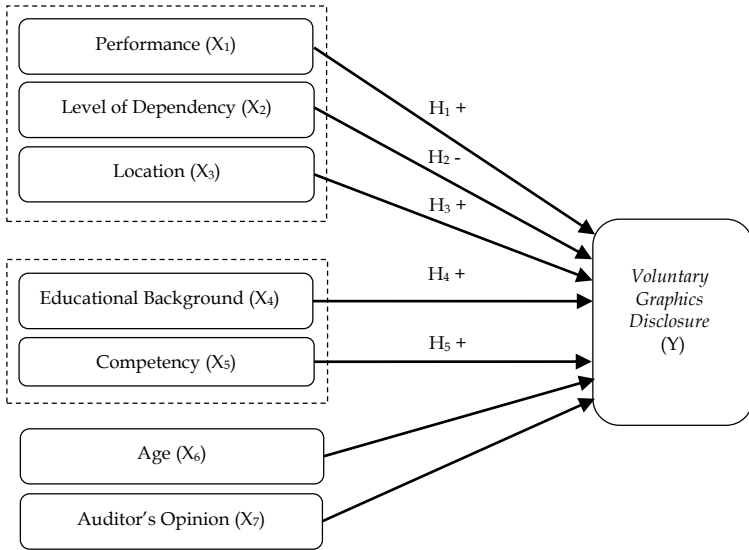 Performance (X₁)
Level of Dependency (X₂)
Location (X₃)
Educational Background (X₄)
Competency (X₅)
Age (X₆)
Auditor's Opinion (X₇)
H₁ +
H₂ -
H₃ +
H₄ +
H₅ +
Voluntary
Graphics
Disclosure
(Y)